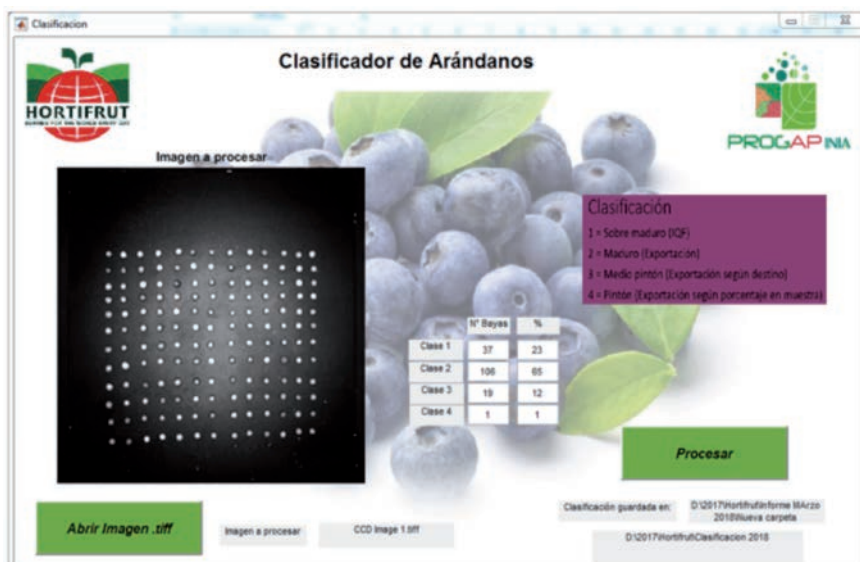 Clasificacion
Clasificador de Arándanos
HORTIFRUT
PROGAP INIA
Imagen a procesar
Clasificación
1 = Sobre maduro (IQF)
2 = Maduro (Exportación)
3 = Medio pintón (Exportación según destino)
4 = Pintón (Exportación según porcentaje en muestra)
N° Bayas %
Clase 1 37 23
Clase 2 106 65
Clase 3 19 12
Clase 4 1 1
Procesar
Abrir Imagen .tiff
Imagen a procesar
CCD Image 1.tiff
Clasificación guardada en:
D:\2017\Hortifrut\Informe MArzo
2018\Nueva carpeta
D:\2017\Hortifrut\Clasificacion 2018